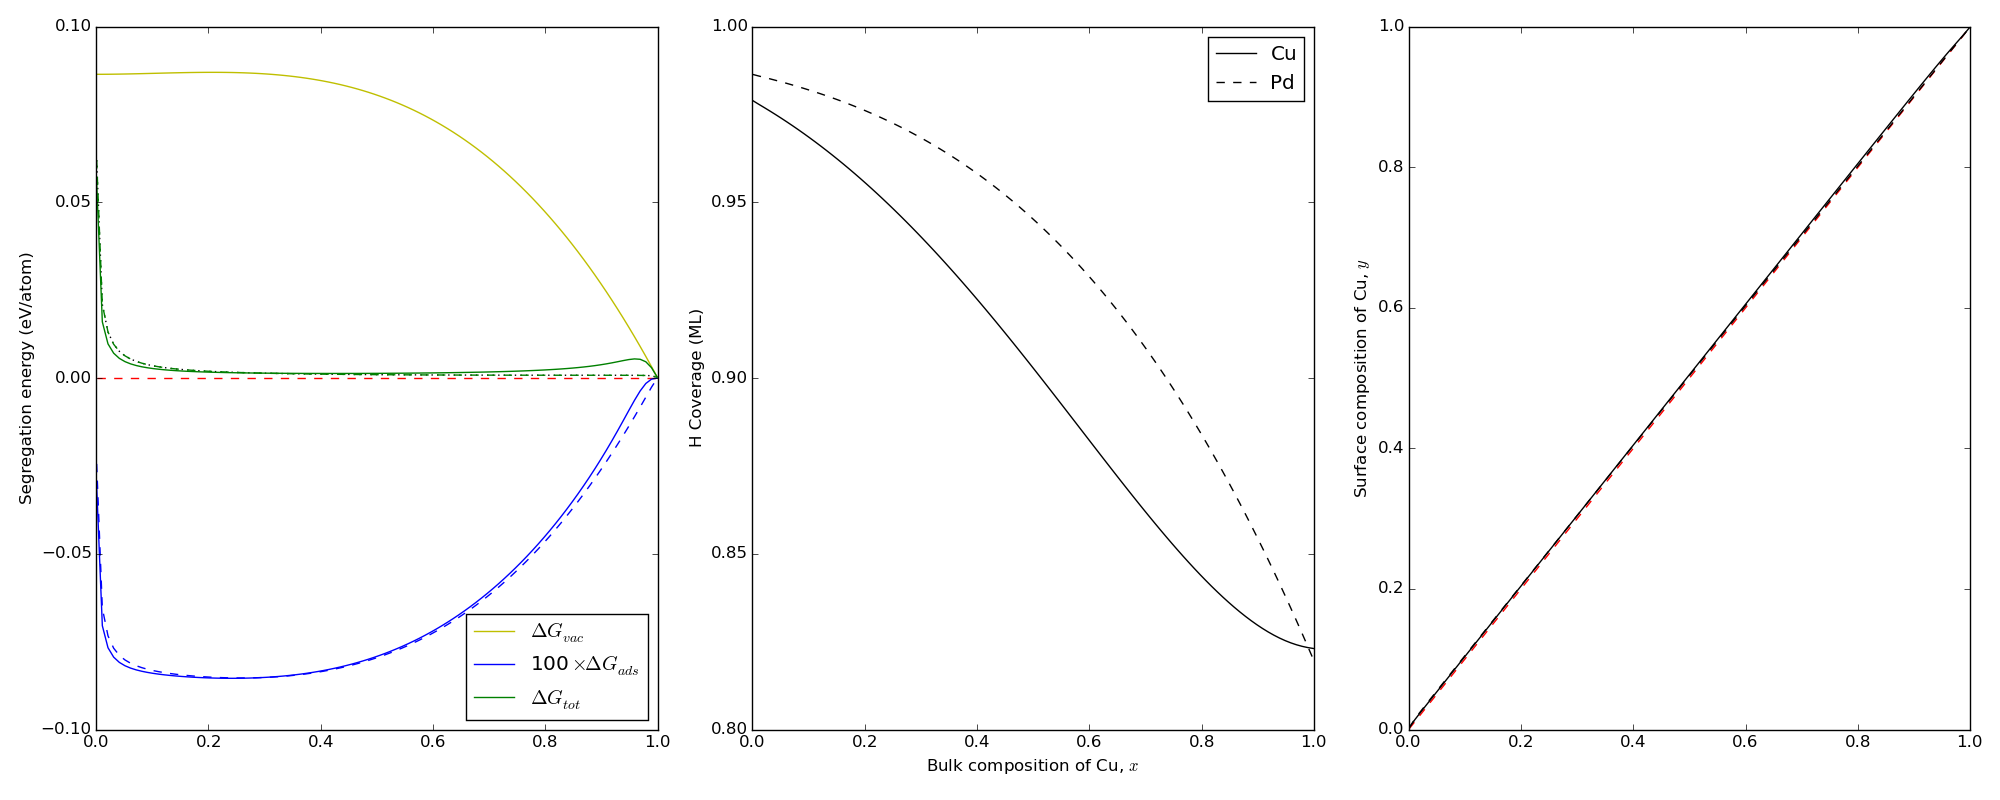 0.10
0.05
0.00
−0.05
−0.10
Segregation energy (eV/atom)
0.0 0.2 0.4 0.6 0.8 1.0
ΔG_vac
100×ΔG_ads
ΔG_tot
1.00
0.95
0.90
0.85
0.80
H Coverage (ML)
0.0 0.2 0.4 0.6 0.8 1.0
Bulk composition of Cu, x
Cu
Pd
1.0
0.8
0.6
0.4
0.2
0.0
Surface composition of Cu, y
0.0 0.2 0.4 0.6 0.8 1.0